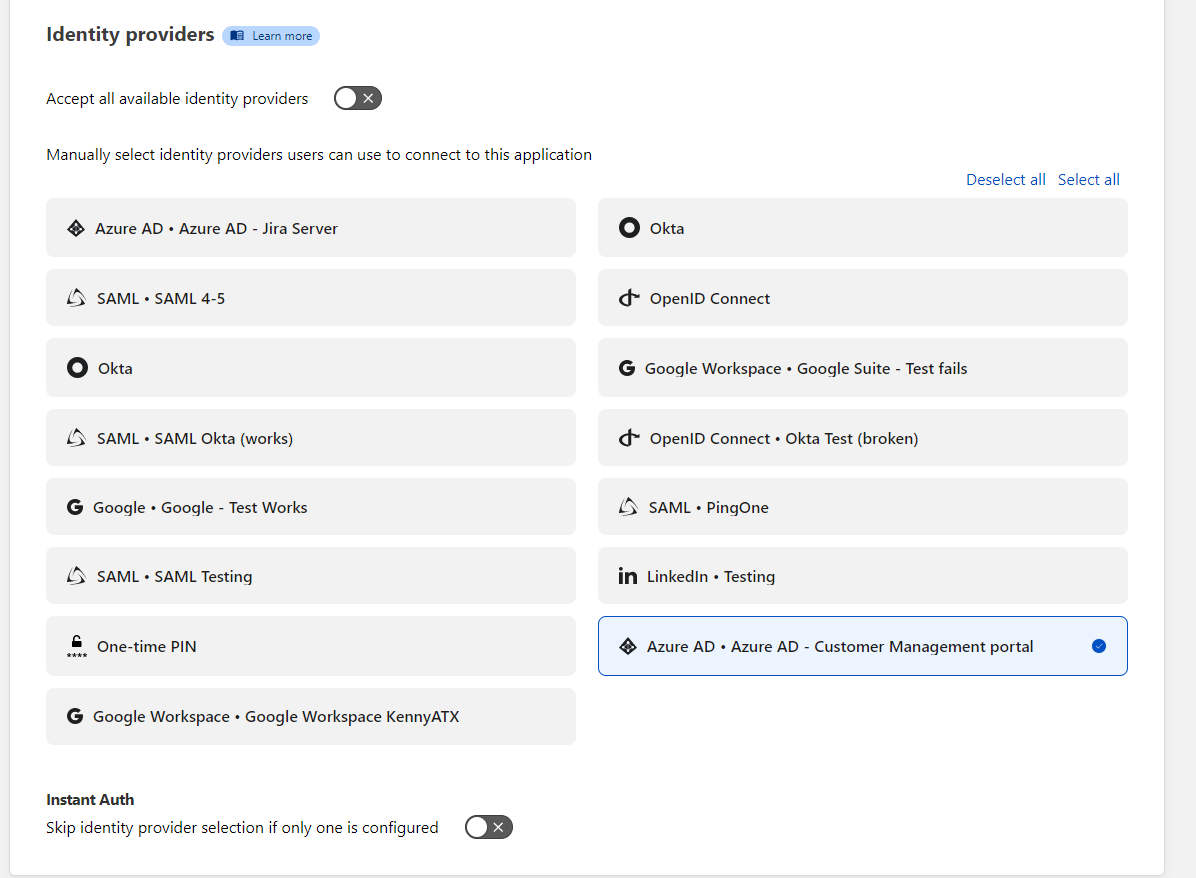 Identity providers
Learn more
Accept all available identity providers
Manually select identity providers users can use to connect to this application
Deselect all Select all
Azure AD • Azure AD - Jira Server
Okta
SAML • SAML 4-5
OpenID Connect
Okta
Google Workspace • Google Suite - Test fails
SAML • SAML Okta (works)
OpenID Connect • Okta Test (broken)
Google • Google - Test Works
SAML • PingOne
SAML • SAML Testing
LinkedIn • Testing
One-time PIN
Azure AD • Azure AD - Customer Management portal
Google Workspace • Google Workspace KennyATX
Instant Auth
Skip identity provider selection if only one is configured